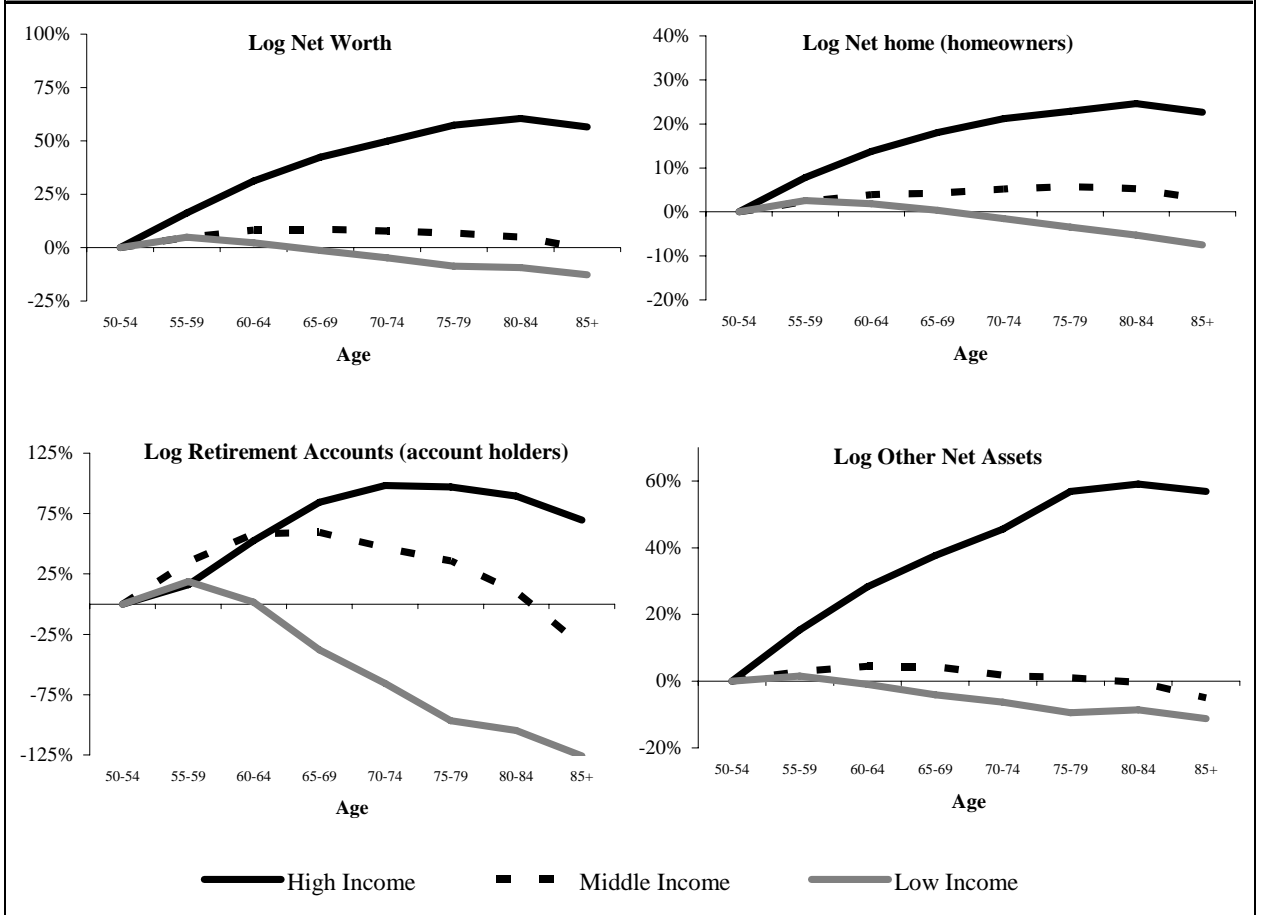 Log Net Worth
100%
75%
50%
25%
0%
-25%
50-54 55-59 60-64 65-69 70-74 75-79 80-84 85+
Age
Log Net home (homeowners)
40%
30%
20%
10%
0%
-10%
-20%
50-54 55-59 60-64 65-69 70-74 75-79 80-84 85+
Age
Log Retirement Accounts (account holders)
125%
75%
25%
-25%
-75%
-125%
50-54 55-59 60-64 65-69 70-74 75-79 80-84 85+
Age
Log Other Net Assets
60%
40%
20%
0%
-20%
50-54 55-59 60-64 65-69 70-74 75-79 80-84 85+
Age
High Income Middle Income Low Income